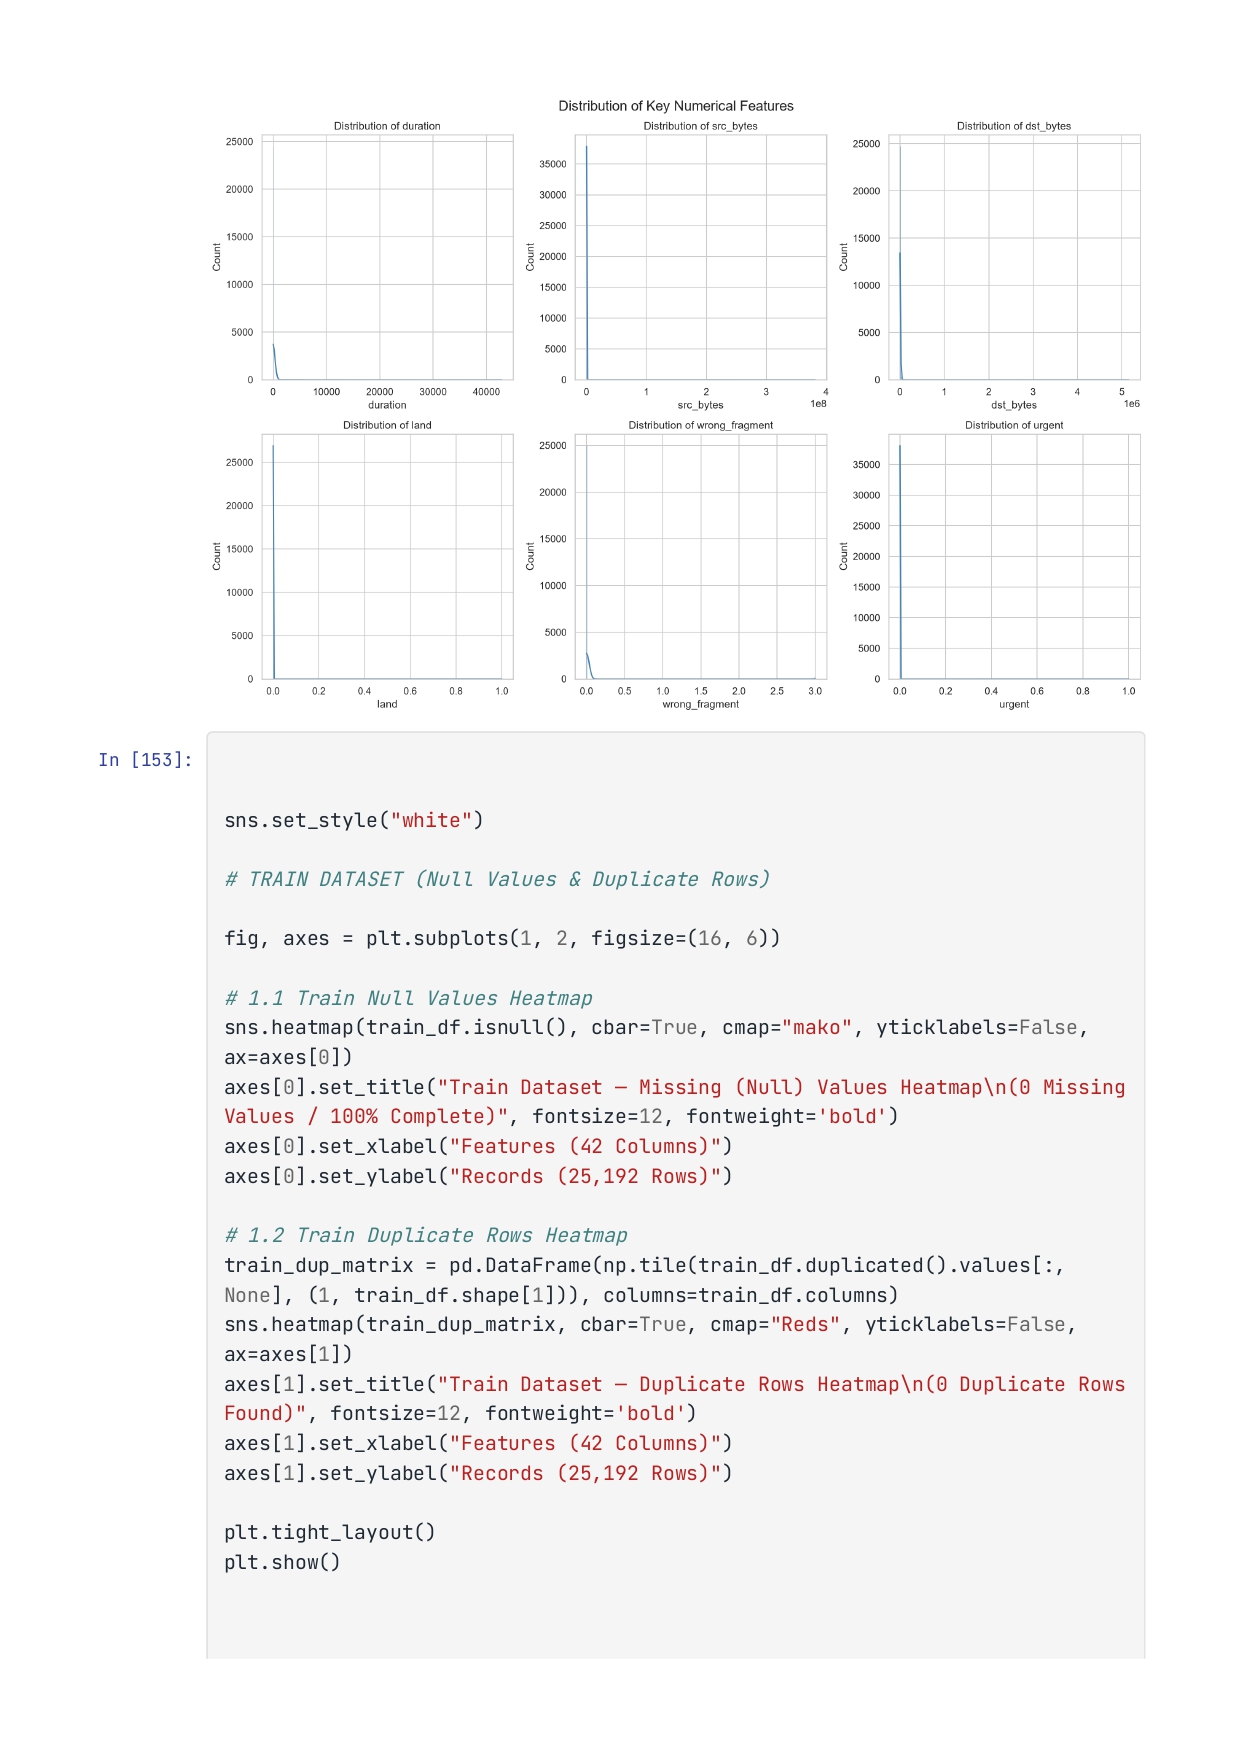 Distribution of Key Numerical Features
Distribution of duration
25000
20000
15000
10000
5000
0
Count
0 10000 20000 30000 40000
duration
Distribution of src_bytes
35000
30000
25000
20000
15000
10000
5000
0
Count
0 1 2 3 4
1e8
src_bytes
Distribution of dst_bytes
25000
20000
15000
10000
5000
0
Count
0 1 2 3 4 5
1e6
dst_bytes
Distribution of land
25000
20000
15000
10000
5000
0
Count
0.0 0.2 0.4 0.6 0.8 1.0
land
Distribution of wrong_fragment
25000
20000
15000
10000
5000
0
Count
0.0 0.5 1.0 1.5 2.0 2.5 3.0
wrong_fragment
Distribution of urgent
35000
30000
25000
20000
15000
10000
5000
0
Count
0.0 0.2 0.4 0.6 0.8 1.0
urgent
In [153]:
sns.set_style("white")
# TRAIN DATASET (Null Values & Duplicate Rows)
fig, axes = plt.subplots(1, 2, figsize=(16, 6))
# 1.1 Train Null Values Heatmap
sns.heatmap(train_df.isnull(), cbar=True, cmap="mako", yticklabels=False,
ax=axes[0])
axes[0].set_title("Train Dataset — Missing (Null) Values Heatmap\n(0 Missing
Values / 100% Complete)", fontsize=12, fontweight='bold')
axes[0].set_xlabel("Features (42 Columns)")
axes[0].set_ylabel("Records (25,192 Rows)")
# 1.2 Train Duplicate Rows Heatmap
train_dup_matrix = pd.DataFrame(np.tile(train_df.duplicated().values[:,
None], (1, train_df.shape[1])), columns=train_df.columns)
sns.heatmap(train_dup_matrix, cbar=True, cmap="Reds", yticklabels=False,
ax=axes[1])
axes[1].set_title("Train Dataset — Duplicate Rows Heatmap\n(0 Duplicate Rows
Found)", fontsize=12, fontweight='bold')
axes[1].set_xlabel("Features (42 Columns)")
axes[1].set_ylabel("Records (25,192 Rows)")
plt.tight_layout()
plt.show()